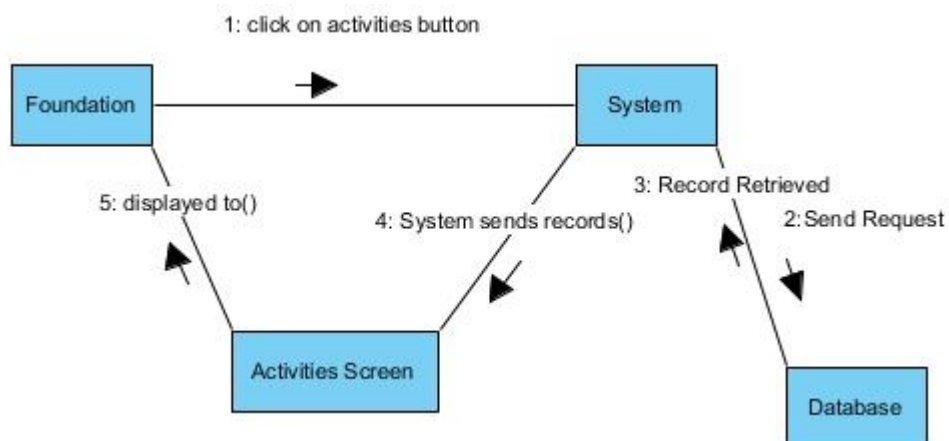 1: click on activities button
Foundation
System
5: displayed to()
3: Record Retrieved
4: System sends records()
2:Send Request
Activities Screen
Database